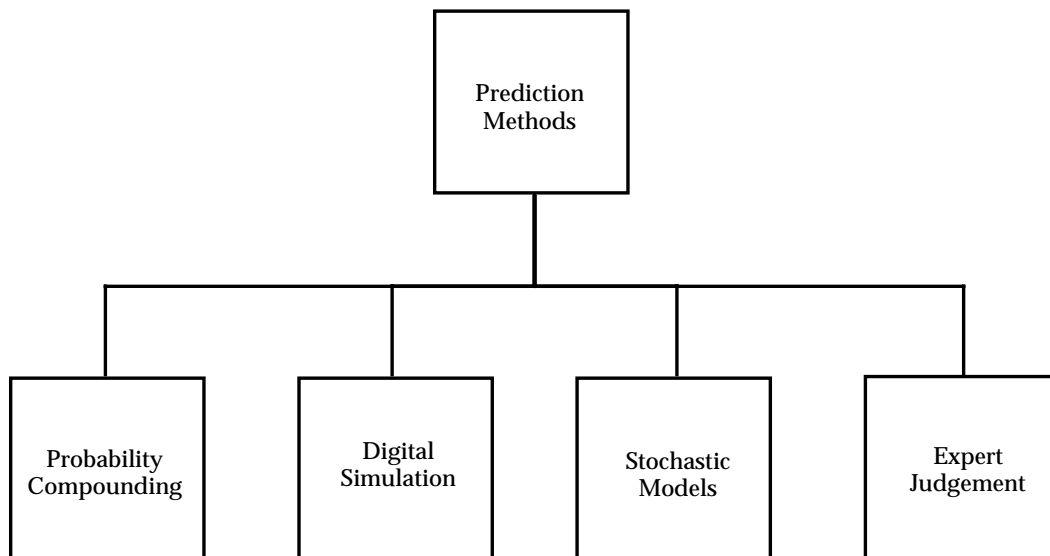 Prediction
Methods
Probability
Compounding
Digital
Simulation
Stochastic
Models
Expert
Judgement